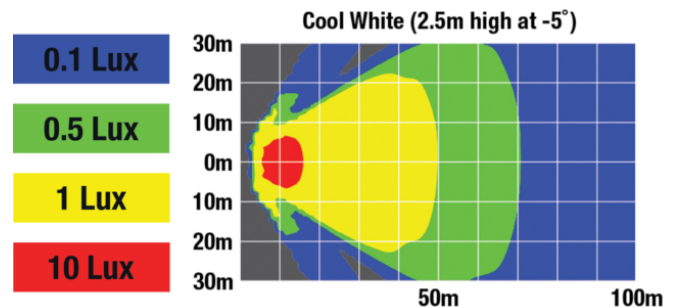 Cool White (2.5m high at -5˚)
0.1 Lux
0.5 Lux
1 Lux
10 Lux
30m
20m
10m
0m
10m
20m
30m
50m
100m